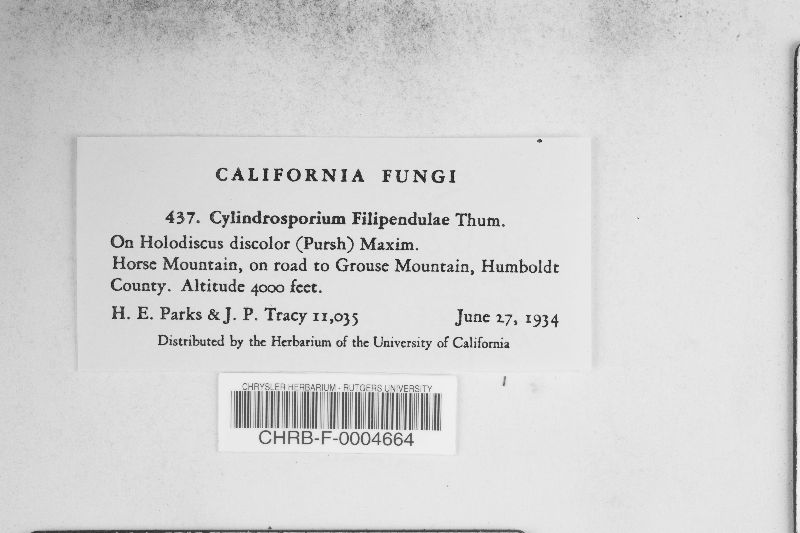 CALIFORNIA FUNGI
437. Cylindrosporium Filipendulae Thum.
On Holodiscus discolor (Pursh) Maxim.
Horse Mountain, on road to Grouse Mountain, Humboldt
County. Altitude 4000 feet.
H. E. Parks & J. P. Tracy 11,035 June 27, 1934
Distributed by the Herbarium of the University of California
CHRYSLER HERBARIUM - RUTGERS UNIVERSITY
CHRB-F-0004664